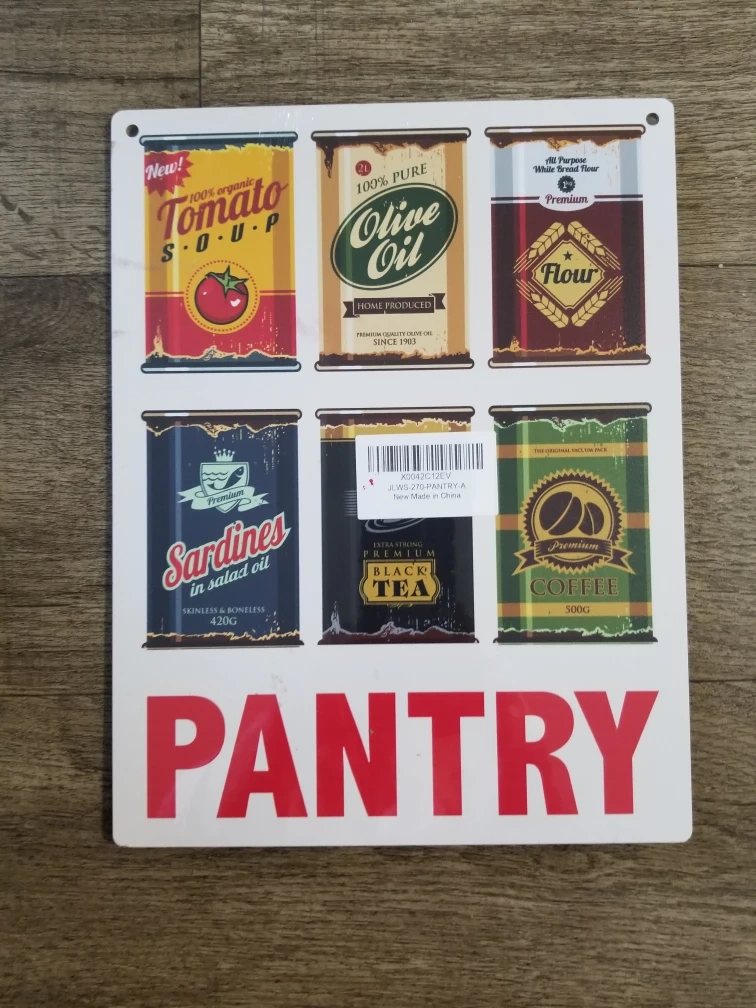 New!
100% organic
Tomato
S·O·U·P
2L
100% PURE
Olive
Oil
HOME PRODUCED
PREMIUM QUALITY OLIVE OIL
SINCE 1903
All Purpose
White Bread Flour
Premium
Flour
Premium
Sardines
in salad oil
SKINLESS & BONELESS
420G
X0042C12EV
JLWS-270-PANTRY-A
New Made in China
EXTRA STRONG
PREMIUM
BLACK
TEA
THE ORIGINAL VACUUM PACK
Premium
COFFEE
500G
PANTRY